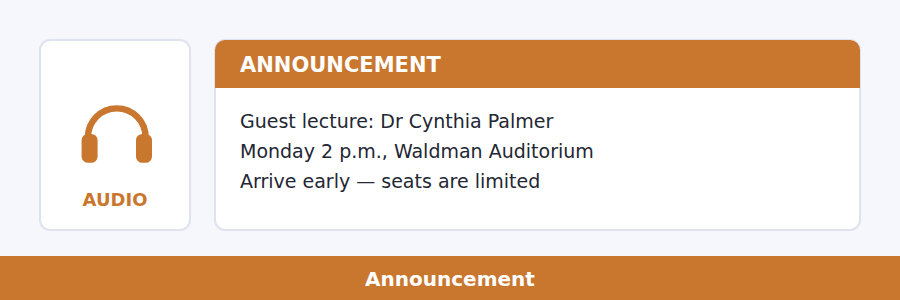 AUDIO
ANNOUNCEMENT
Guest lecture: Dr Cynthia Palmer
Monday 2 p.m., Waldman Auditorium
Arrive early — seats are limited
Announcement